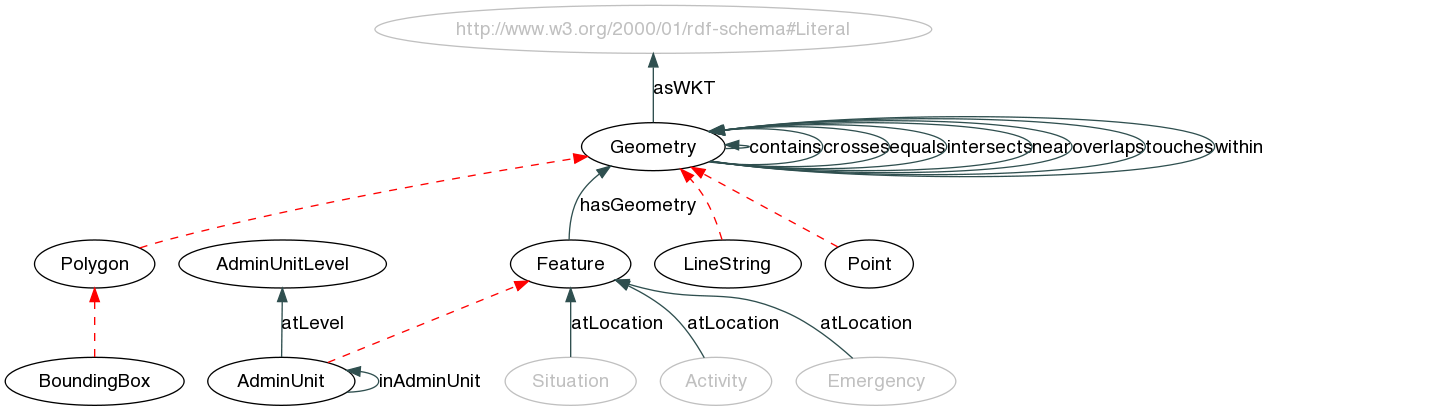 http://www.w3.org/2000/01/rdf-schema#Literal
asWKT
Geometry
contains
crosses
equals
intersects
near
overlaps
touches
within
hasGeometry
Polygon
AdminUnitLevel
Feature
LineString
Point
atLevel
atLocation
atLocation
atLocation
BoundingBox
AdminUnit
inAdminUnit
Situation
Activity
Emergency